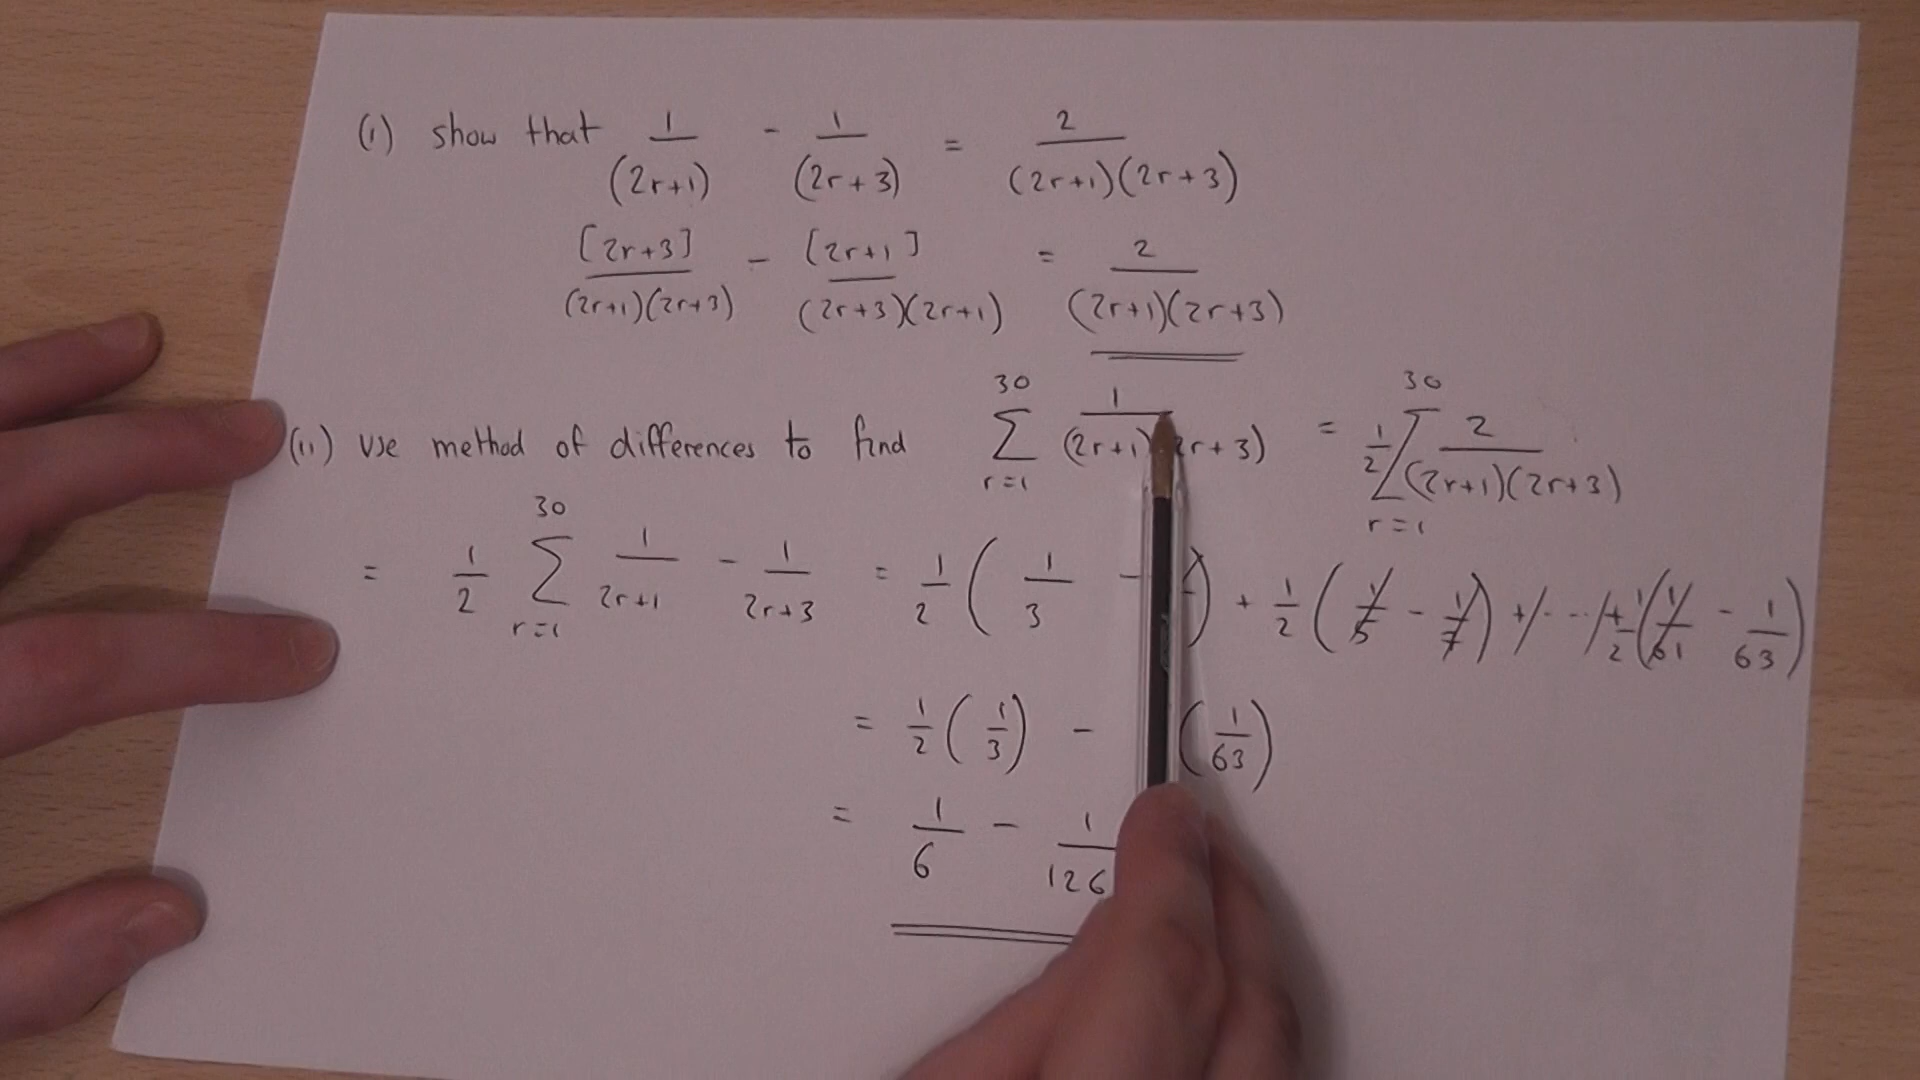 (i) show that 1/(2r+1) - 1/(2r+3) = 2/(2r+1)(2r+3)
[2r+3]/(2r+1)(2r+3) - [2r+1]/(2r+3)(2r+1) = 2/(2r+1)(2r+3)
(ii) use method of differences to find 30 Σ r=1 1/(2r+1)(2r+3) = 1/2 30 Σ r=1 2/(2r+1)(2r+3)
= 1/2 30 Σ r=1 1/2r+1 - 1/2r+3 = 1/2 (1/3 - ) + 1/2 (1/5 - 1/7) + ... + 1/2 (1/61 - 1/63)
= 1/2 (1/3) - (1/63)
= 1/6 - 1/126